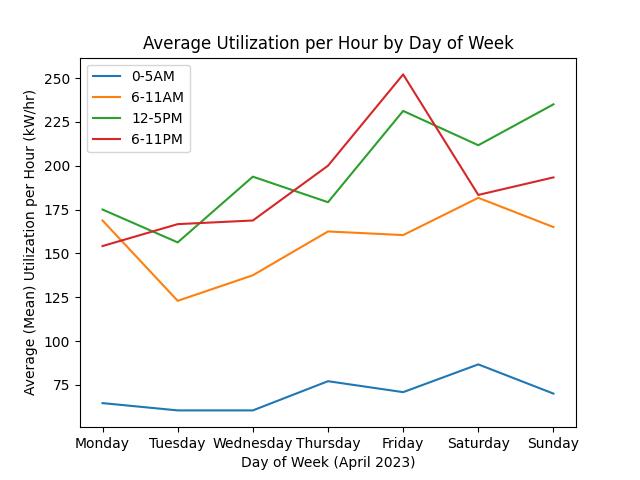 Average Utilization per Hour by Day of Week
0-5AM
6-11AM
12-5PM
6-11PM
250
225
200
175
150
125
100
75
Average (Mean) Utilization per Hour (kW/hr)
Monday Tuesday Wednesday Thursday Friday Saturday Sunday
Day of Week (April 2023)